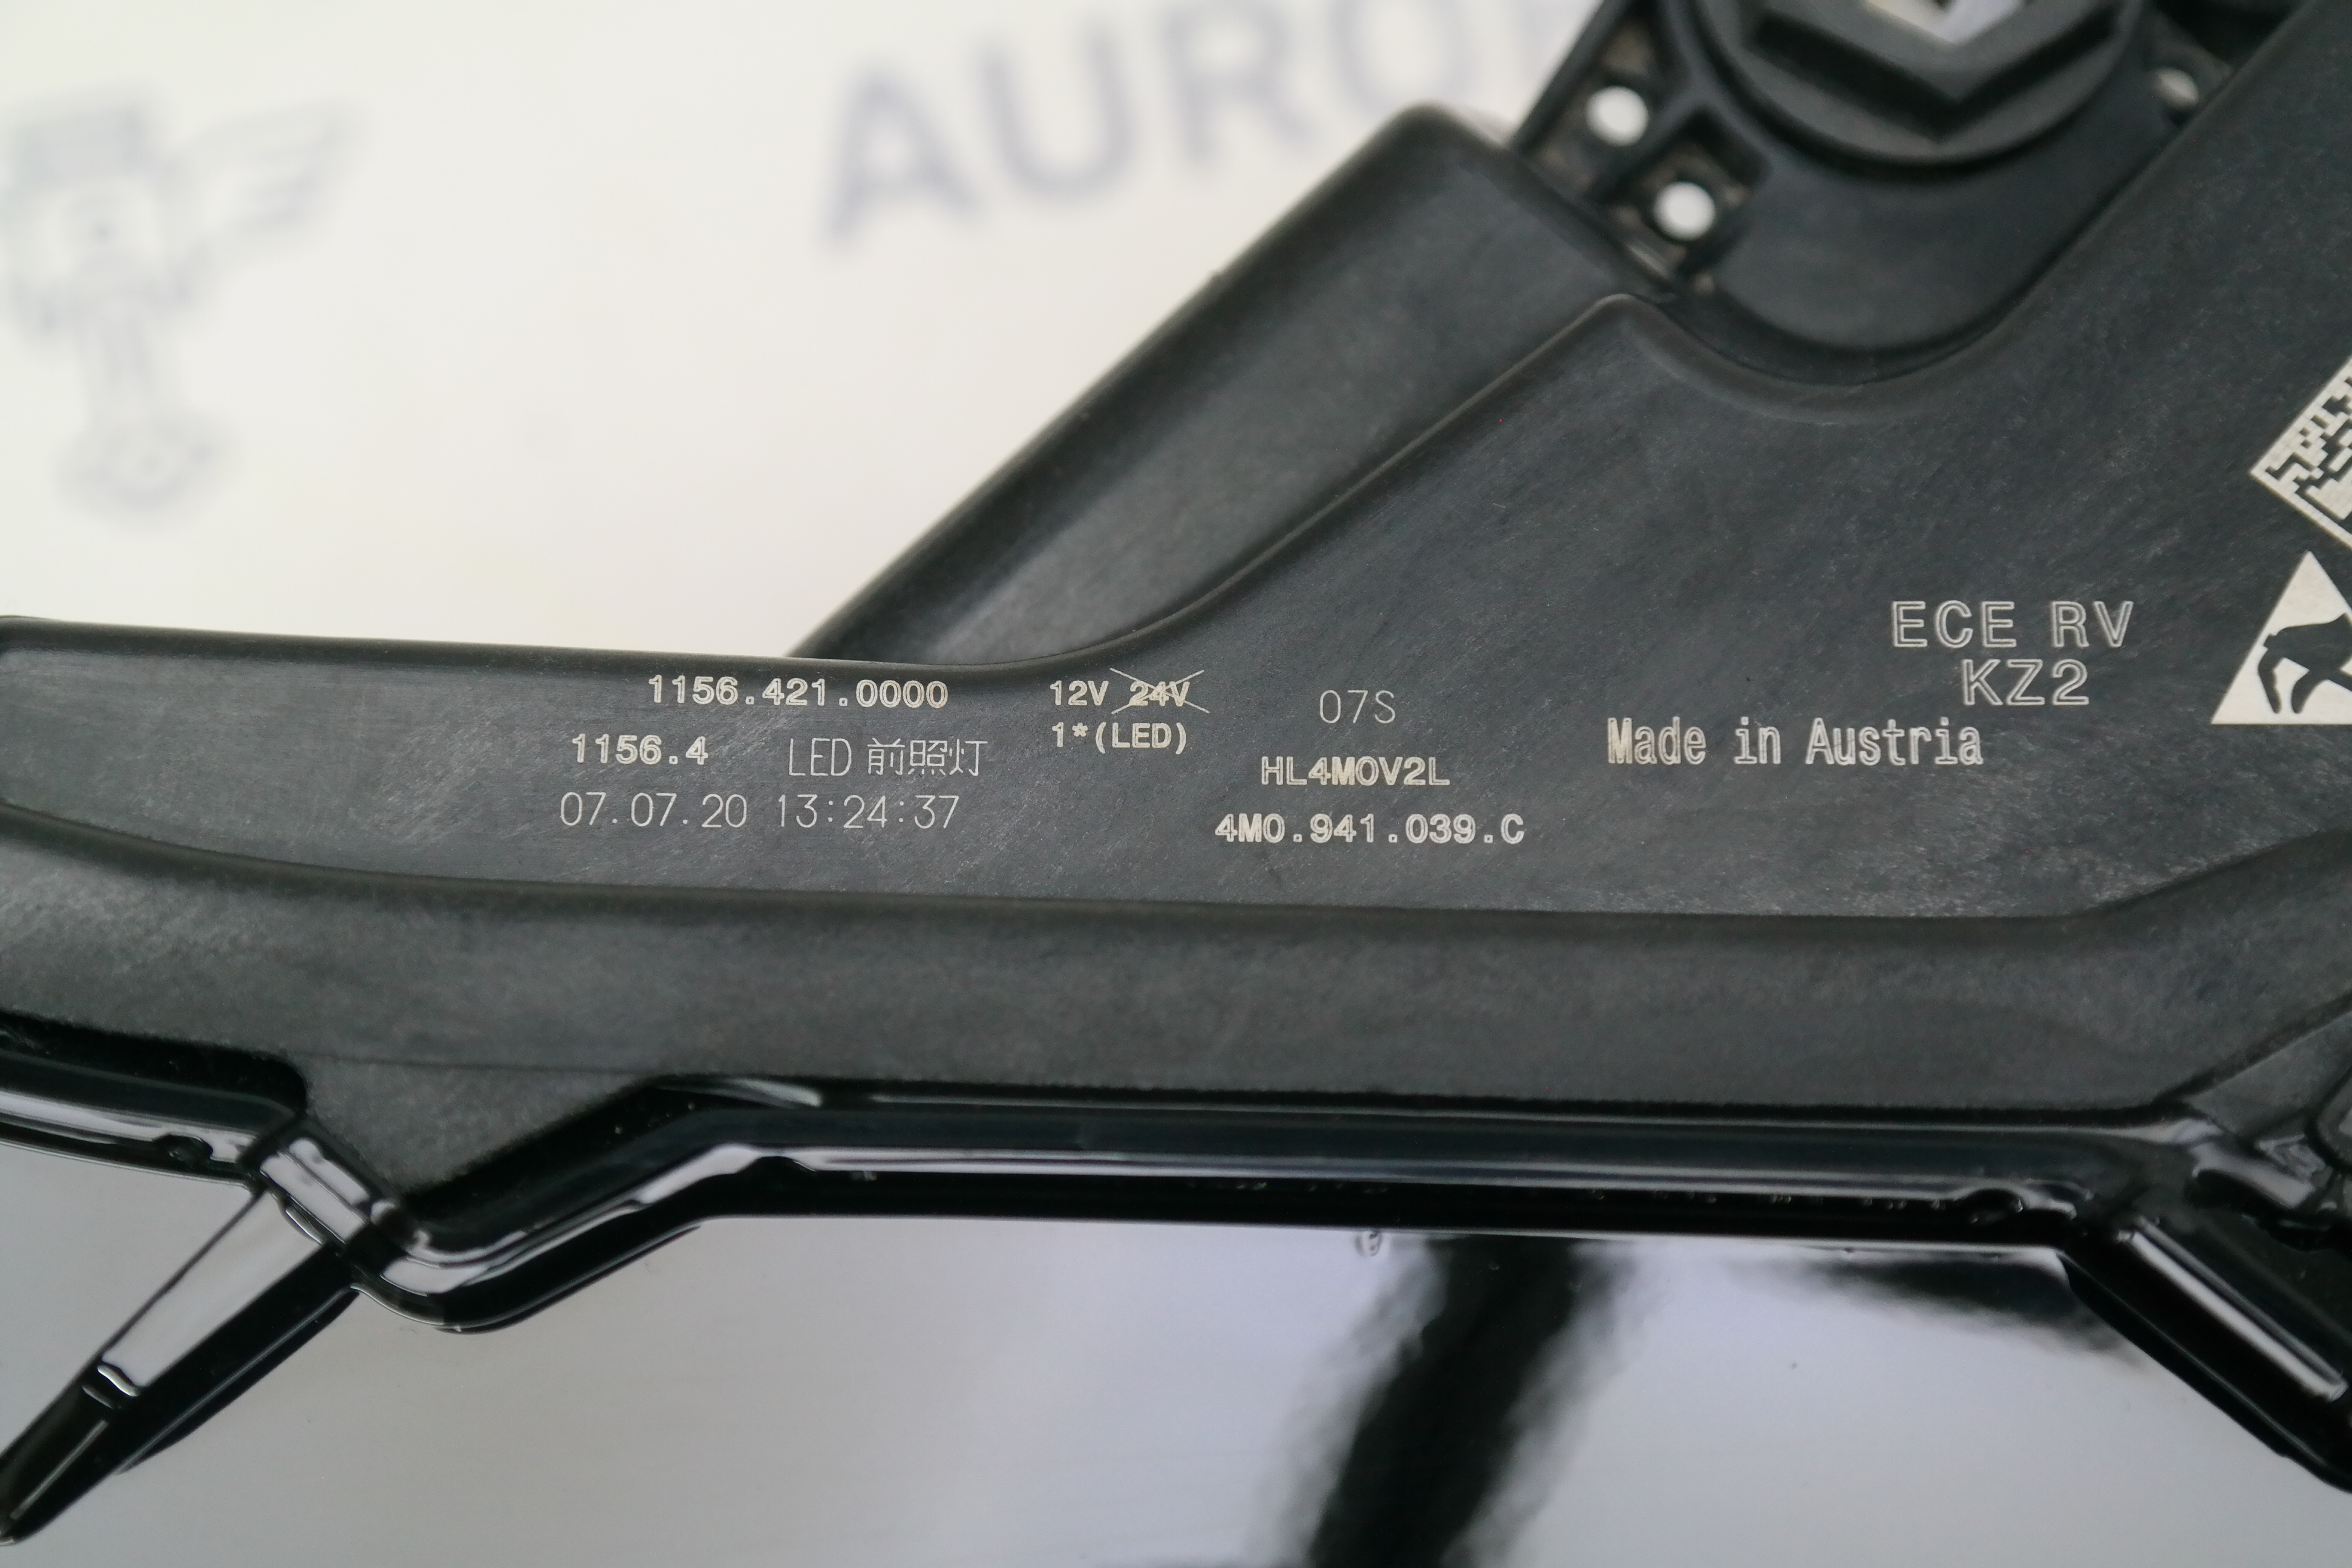 AURO
1156.421.0000
1156.4 LED 前照灯
07.07.20 13:24:37
12V 24V
1*(LED)
07S
HL4M0V2L
4M0.941.039.C
ECE RV
KZ2
Made in Austria